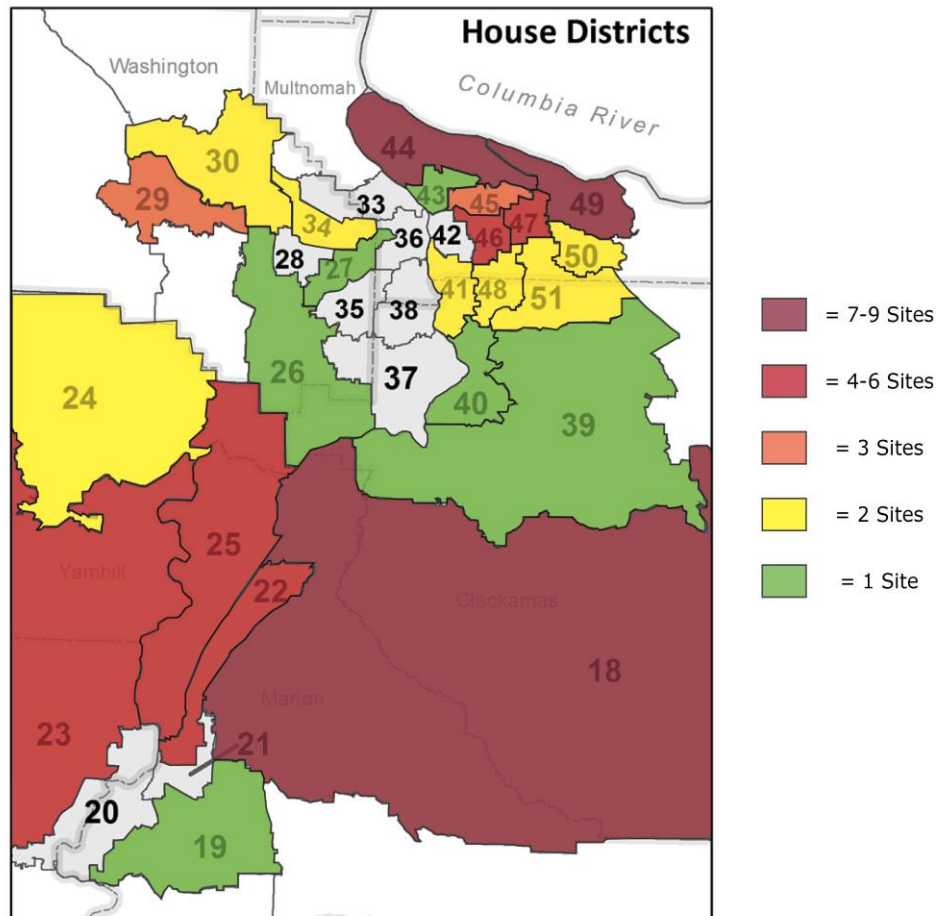 House Districts
Washington
Multnomah
Columbia River
44
30
43
29
33
45
49
34
47
36
42
46
28
50
27
41
48
51
35
38
= 7-9 Sites
26
37
= 4-6 Sites
24
40
39
= 3 Sites
= 2 Sites
25
Yamhill
= 1 Site
22
Clackamas
18
Marion
23
21
20
19